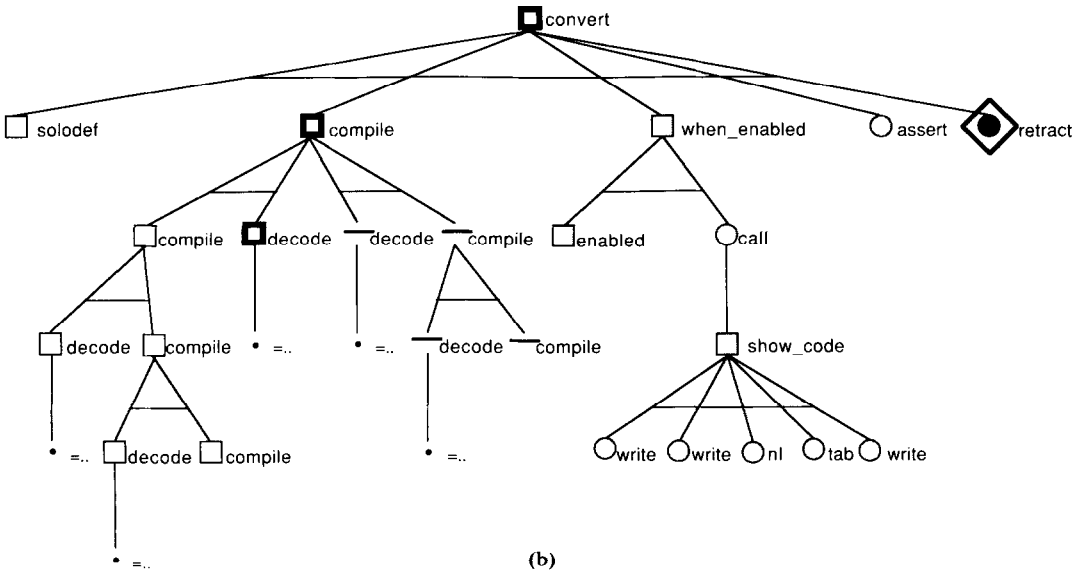 convert
solodef compile when_enabled assert retract
compile decode decode compile enabled call
decode compile =.. =.. decode compile show_code
=.. decode compile =.. write write nl tab write
=..
(b)